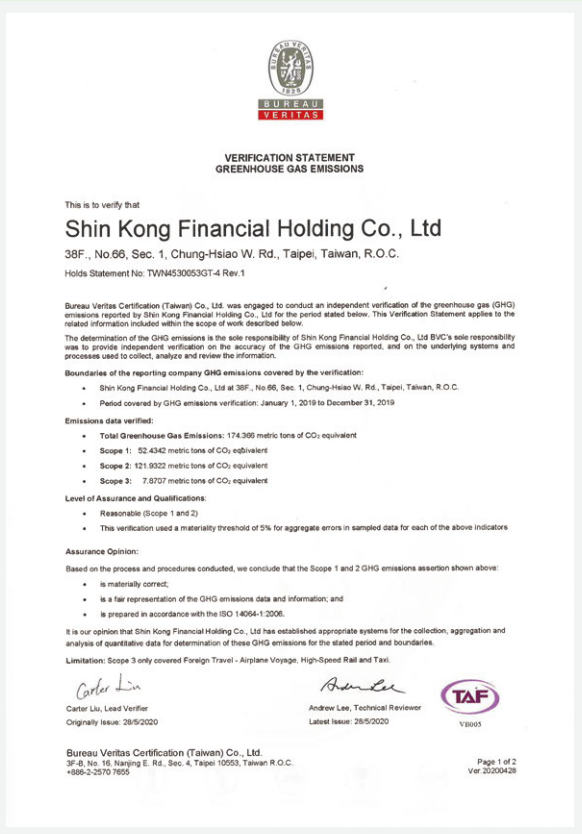 BUREAU VERITAS
1828
BUREAU
VERITAS
VERIFICATION STATEMENT
GREENHOUSE GAS EMISSIONS
This is to verify that
Shin Kong Financial Holding Co., Ltd
38F., No.66, Sec. 1, Chung-Hsiao W. Rd., Taipei, Taiwan, R.O.C.
Holds Statement No: TWN4530053GT-4 Rev.1
Bureau Veritas Certification (Taiwan) Co., Ltd. was engaged to conduct an independent verification of the greenhouse gas (GHG)
emissions reported by Shin Kong Financial Holding Co., Ltd for the period stated below. This Verification Statement applies to the
related information included within the scope of work described below.
The determination of the GHG emissions is the sole responsibility of Shin Kong Financial Holding Co., Ltd BVC's sole responsibility
was to provide independent verification on the accuracy of the GHG emissions reported, and on the underlying systems and
processes used to collect, analyze and review the information.
Boundaries of the reporting company GHG emissions covered by the verification:
• Shin Kong Financial Holding Co., Ltd at 38F., No.66, Sec. 1, Chung-Hsiao W. Rd., Taipei, Taiwan, R.O.C.
• Period covered by GHG emissions verification: January 1, 2019 to December 31, 2019
Emissions data verified:
• Total Greenhouse Gas Emissions: 174.366 metric tons of CO₂ equivalent
• Scope 1: 52.4342 metric tons of CO₂ equivalent
• Scope 2: 121.9322 metric tons of CO₂ equivalent
• Scope 3: 7.8707 metric tons of CO₂ equivalent
Level of Assurance and Qualifications:
• Reasonable (Scope 1 and 2)
• This verification used a materiality threshold of 5% for aggregate errors in sampled data for each of the above indicators
Assurance Opinion:
Based on the process and procedures conducted, we conclude that the Scope 1 and 2 GHG emissions assertion shown above:
• is materially correct;
• is a fair representation of the GHG emissions data and information; and
• is prepared in accordance with the ISO 14064-1:2006.
It is our opinion that Shin Kong Financial Holding Co., Ltd has established appropriate systems for the collection, aggregation and
analysis of quantitative data for determination of these GHG emissions for the stated period and boundaries.
Limitation: Scope 3 only covered Foreign Travel - Airplane Voyage, High-Speed Rail and Taxi.
Carter Liu
Andrew Lee
TAF
VB005
Carter Liu, Lead Verifier
Andrew Lee, Technical Reviewer
Originally Issue: 28/5/2020
Latest Issue: 28/5/2020
Bureau Veritas Certification (Taiwan) Co., Ltd.
3F-B, No. 16, Nanjing E. Rd., Sec. 4, Taipei 10553, Taiwan R.O.C.
+886-2-2570 7655
Page 1 of 2
Ver.20200428